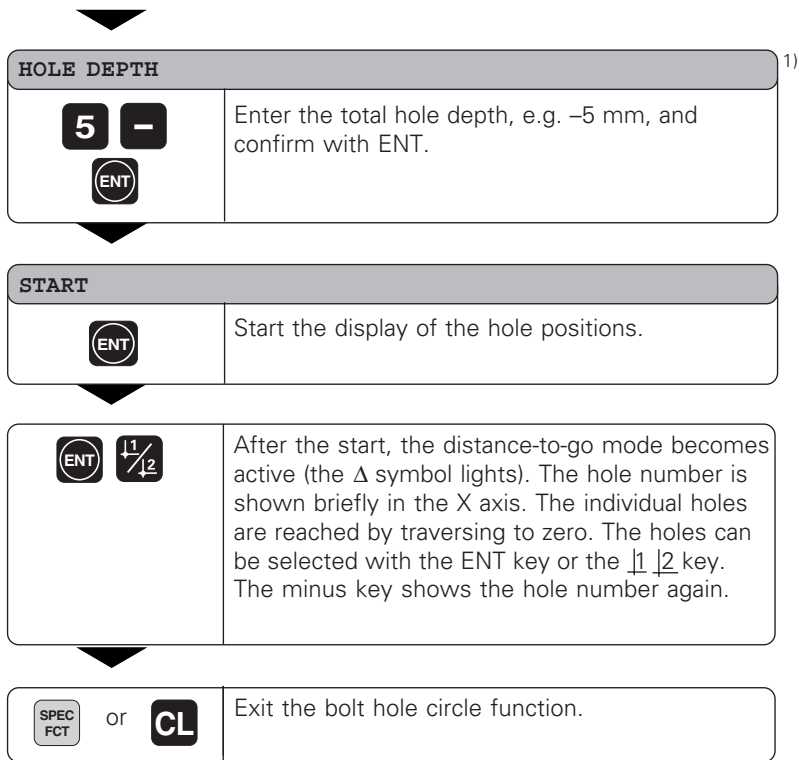 HOLE DEPTH 1)
5 – Enter the total hole depth, e.g. –5 mm, and
ENT confirm with ENT.
START
ENT Start the display of the hole positions.
ENT 1 2 After the start, the distance-to-go mode becomes
active (the Δ symbol lights). The hole number is
shown briefly in the X axis. The individual holes
are reached by traversing to zero. The holes can
be selected with the ENT key or the 1 2 key.
The minus key shows the hole number again.
SPEC
FCT or CL Exit the bolt hole circle function.